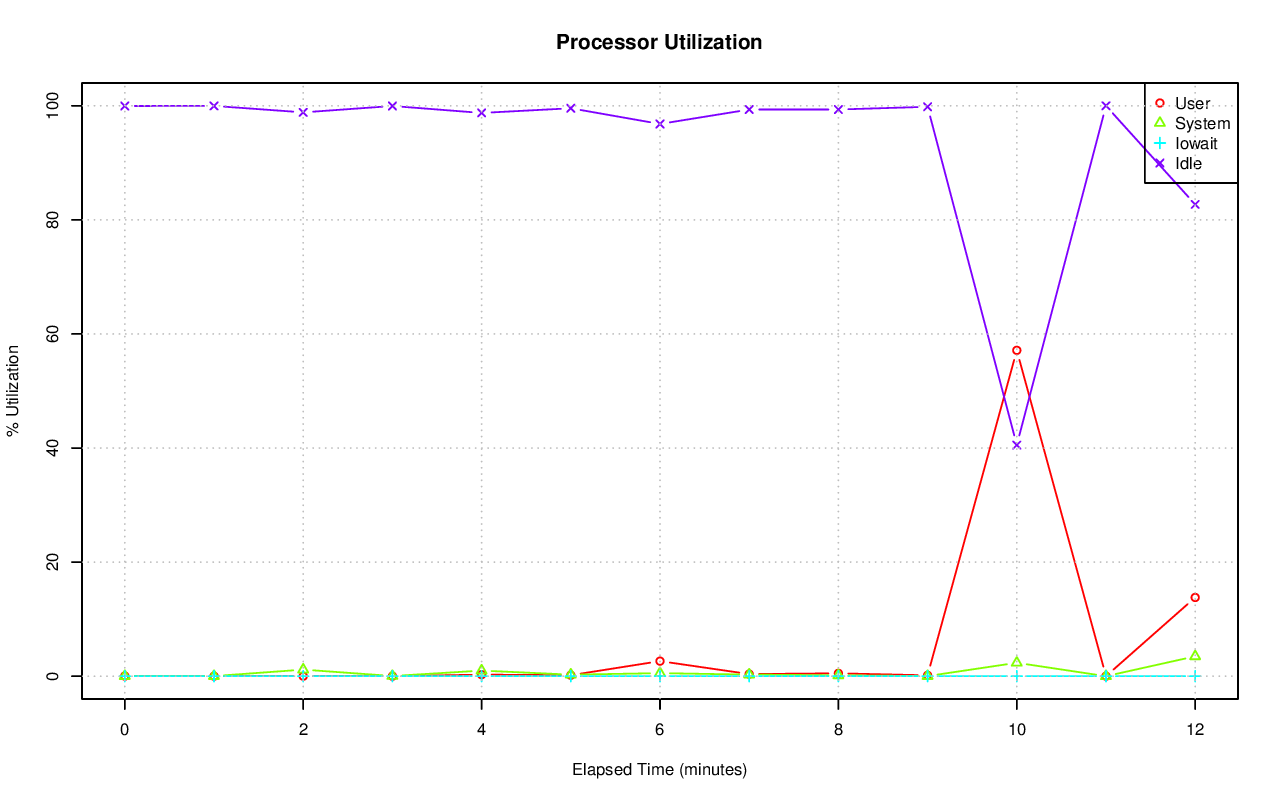 Processor Utilization
User
System
Iowait
Idle
% Utilization
100
80
60
40
20
0
0 2 4 6 8 10 12
Elapsed Time (minutes)